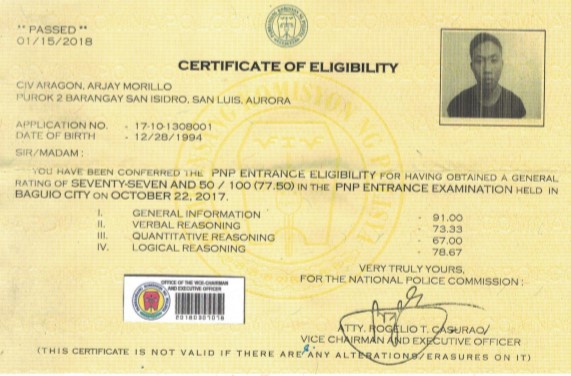 ** PASSED **
01/15/2018
CERTIFICATE OF ELIGIBILITY
CIV ARAGON, ARJAY MORILLO
PUROK 2 BARANGAY SAN ISIDRO, SAN LUIS, AURORA
APPLICATION NO. - 17-10-1308001
DATE OF BIRTH - 12/28/1994
SIR/MADAM :
YOU HAVE BEEN CONFERRED THE PNP ENTRANCE ELIGIBILITY FOR HAVING OBTAINED A GENERAL
RATING OF SEVENTY-SEVEN AND 50 / 100 (77.50) IN THE PNP ENTRANCE EXAMINATION HELD IN
BAGUIO CITY ON OCTOBER 22, 2017.
I. GENERAL INFORMATION - 91.00
II. VERBAL REASONING - 73.33
III. QUANTITATIVE REASONING - 67.00
IV. LOGICAL REASONING - 78.67
VERY TRULY YOURS,
FOR THE NATIONAL POLICE COMMISSION :
OFFICE OF THE VICE-CHAIRMAN
AND EXECUTIVE OFFICER
ATTY. ROGELIO T. CASURAO
VICE CHAIRMAN AND EXECUTIVE OFFICER
(THIS CERTIFICATE IS NOT VALID IF THERE ARE ANY ALTERATIONS/ERASURES ON IT)